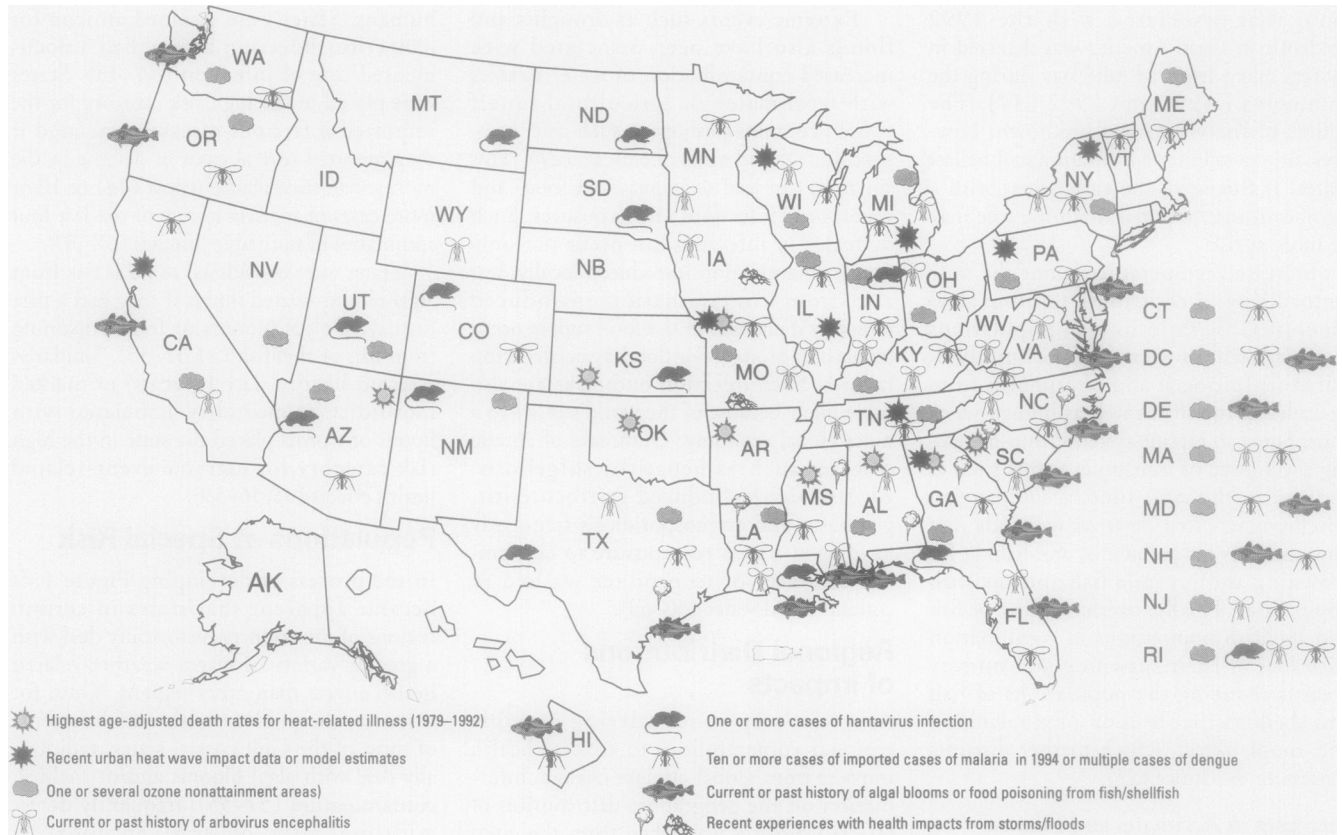 WA
MT
ND
MN
ME
OR
ID
SD
WI
MI
NY
VT
WY
IA
PA
NV
NB
OH
UT
IL
IN
CT
CA
CO
WV
KS
MO
KY
VA
DC
NC
DE
AZ
NM
OK
TN
AR
SC
MA
MS
AL
GA
MD
TX
LA
NH
AK
FL
NJ
RI
HI
Highest age-adjusted death rates for heat-related illness (1979–1992)
Recent urban heat wave impact data or model estimates
One or several ozone nonattainment areas)
Current or past history of arbovirus encephalitis
One or more cases of hantavirus infection
Ten or more cases of imported cases of malaria in 1994 or multiple cases of dengue
Current or past history of algal blooms or food poisoning from fish/shellfish
Recent experiences with health impacts from storms/floods